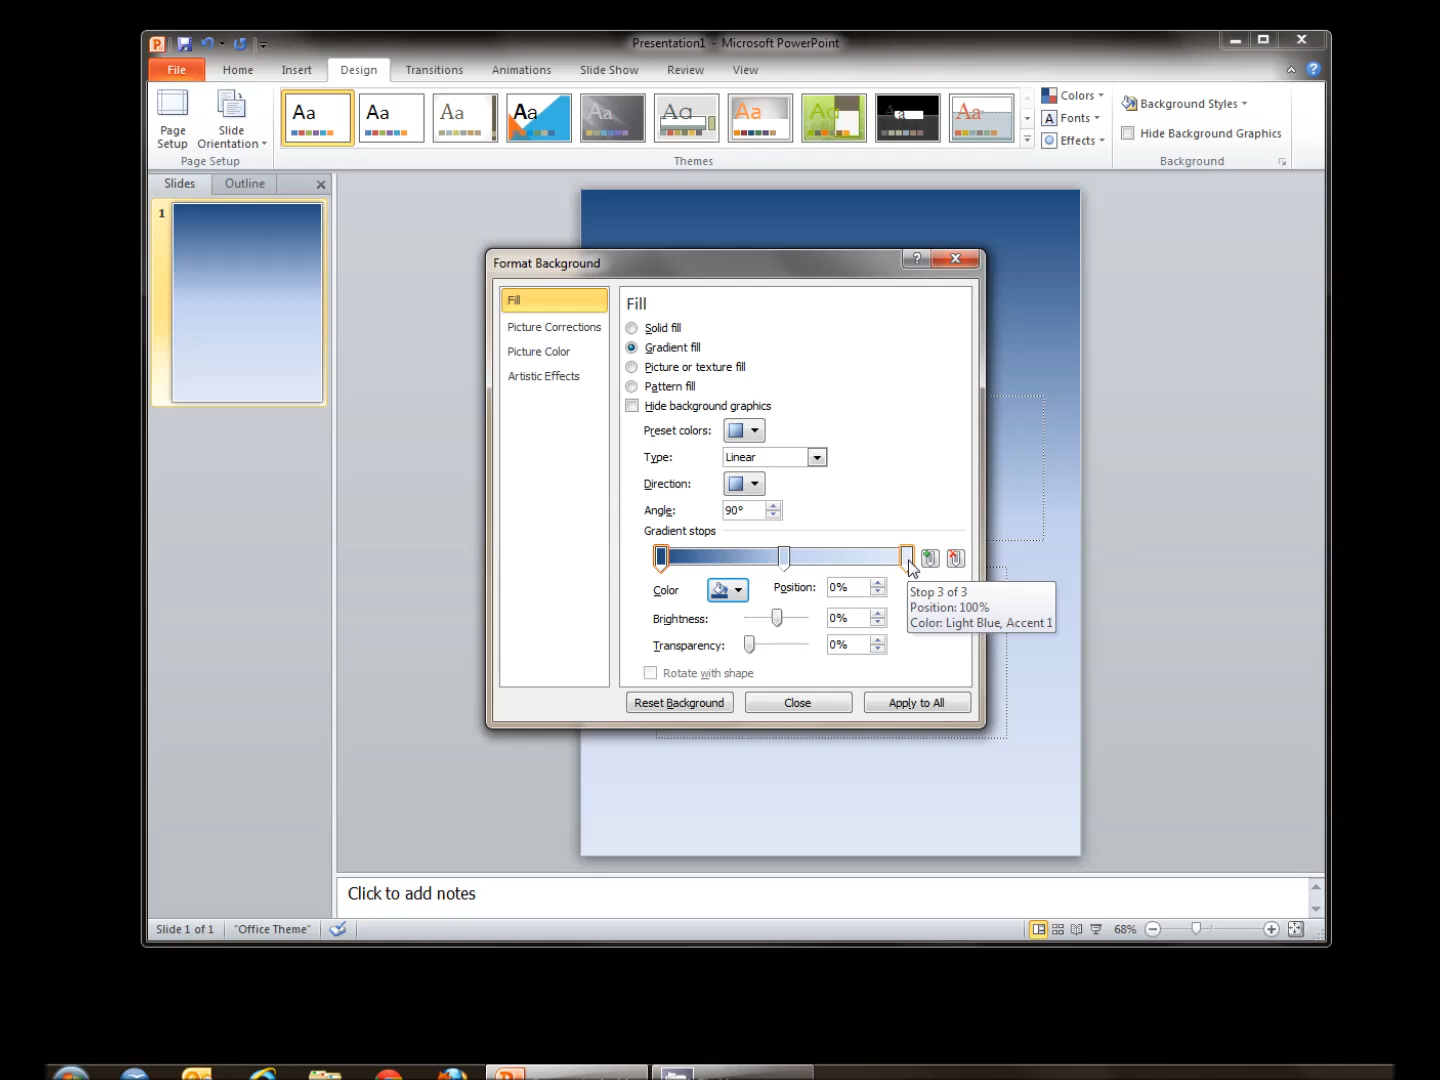 Presentation1 - Microsoft PowerPoint
File Home Insert Design Transitions Animations Slide Show Review View
Page Setup
Slide Orientation
Page Setup
Aa Aa Aa Aa Aa Aa Aa Aa Aa Aa
Themes
Colors
Fonts
Effects
Background Styles
Hide Background Graphics
Background
Slides Outline
1
Format Background
Fill
Picture Corrections
Picture Color
Artistic Effects
Fill
Solid fill
Gradient fill
Picture or texture fill
Pattern fill
Hide background graphics
Preset colors:
Type: Linear
Direction:
Angle: 90°
Gradient stops
Color Position: 0%
Brightness: 0%
Transparency: 0%
Rotate with shape
Stop 3 of 3
Position: 100%
Color: Light Blue, Accent 1
Reset Background Close Apply to All
Click to add notes
Slide 1 of 1 "Office Theme" 68%